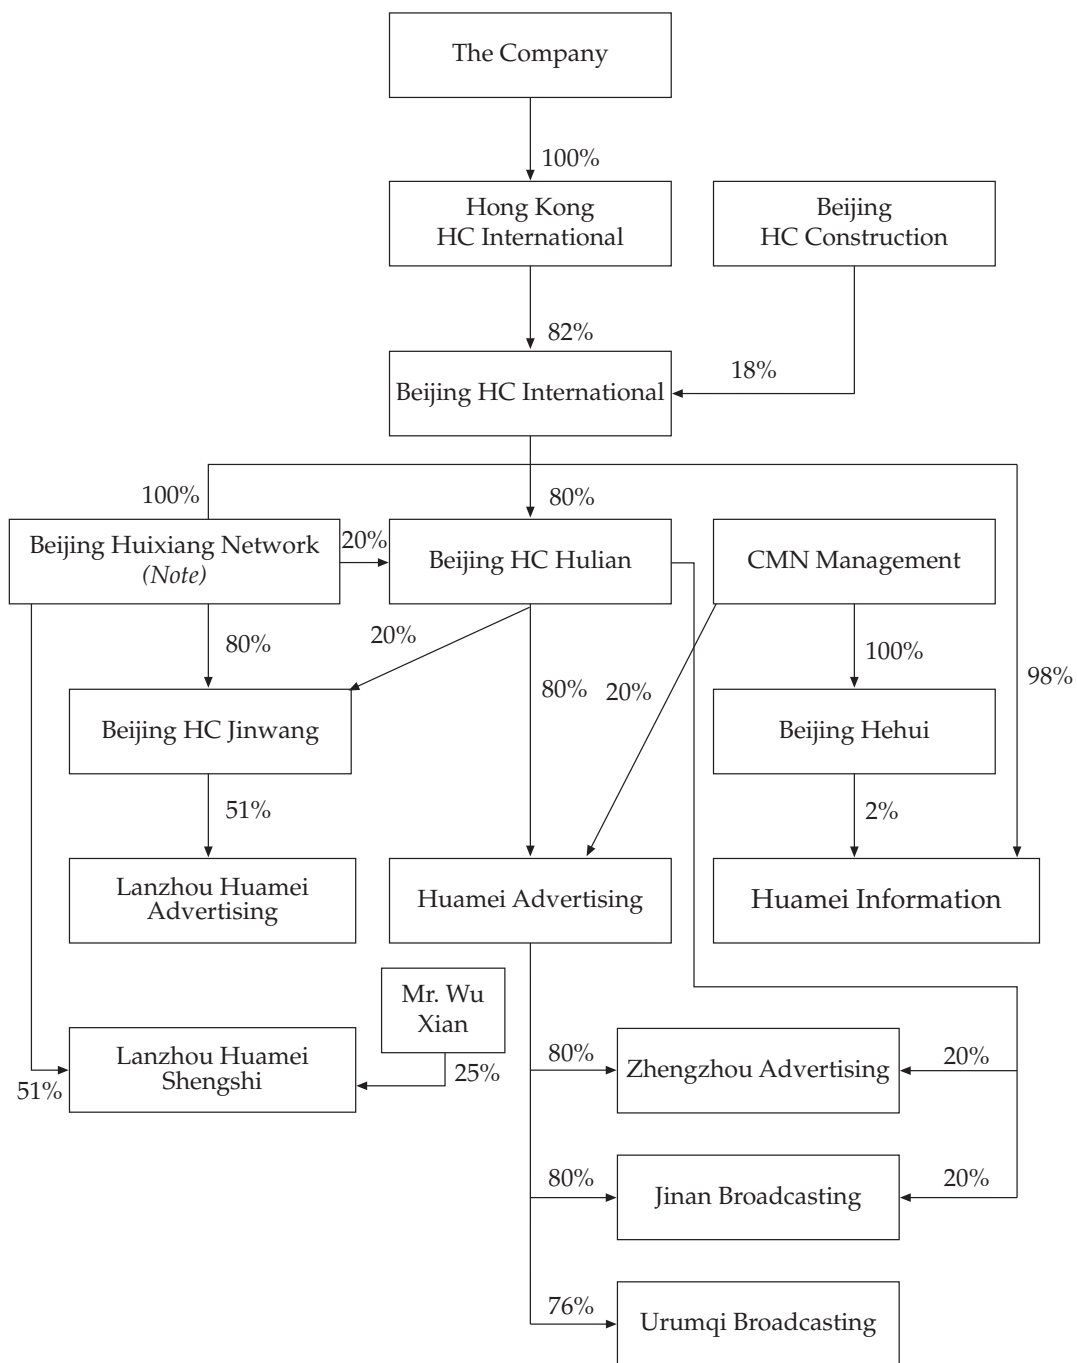 The Company
100%
Hong Kong
HC International
Beijing
HC Construction
82%
18%
Beijing HC International
100%
80%
Beijing Huixiang Network
(Note)
20%
Beijing HC Hulian
CMN Management
80%
20%
80%
20%
100%
98%
Beijing HC Jinwang
Beijing Hehui
51%
2%
Lanzhou Huamei
Advertising
Huamei Advertising
Huamei Information
Mr. Wu
Xian
Lanzhou Huamei
Shengshi
51%
25%
80%
Zhengzhou Advertising
20%
80%
Jinan Broadcasting
20%
76%
Urumqi Broadcasting